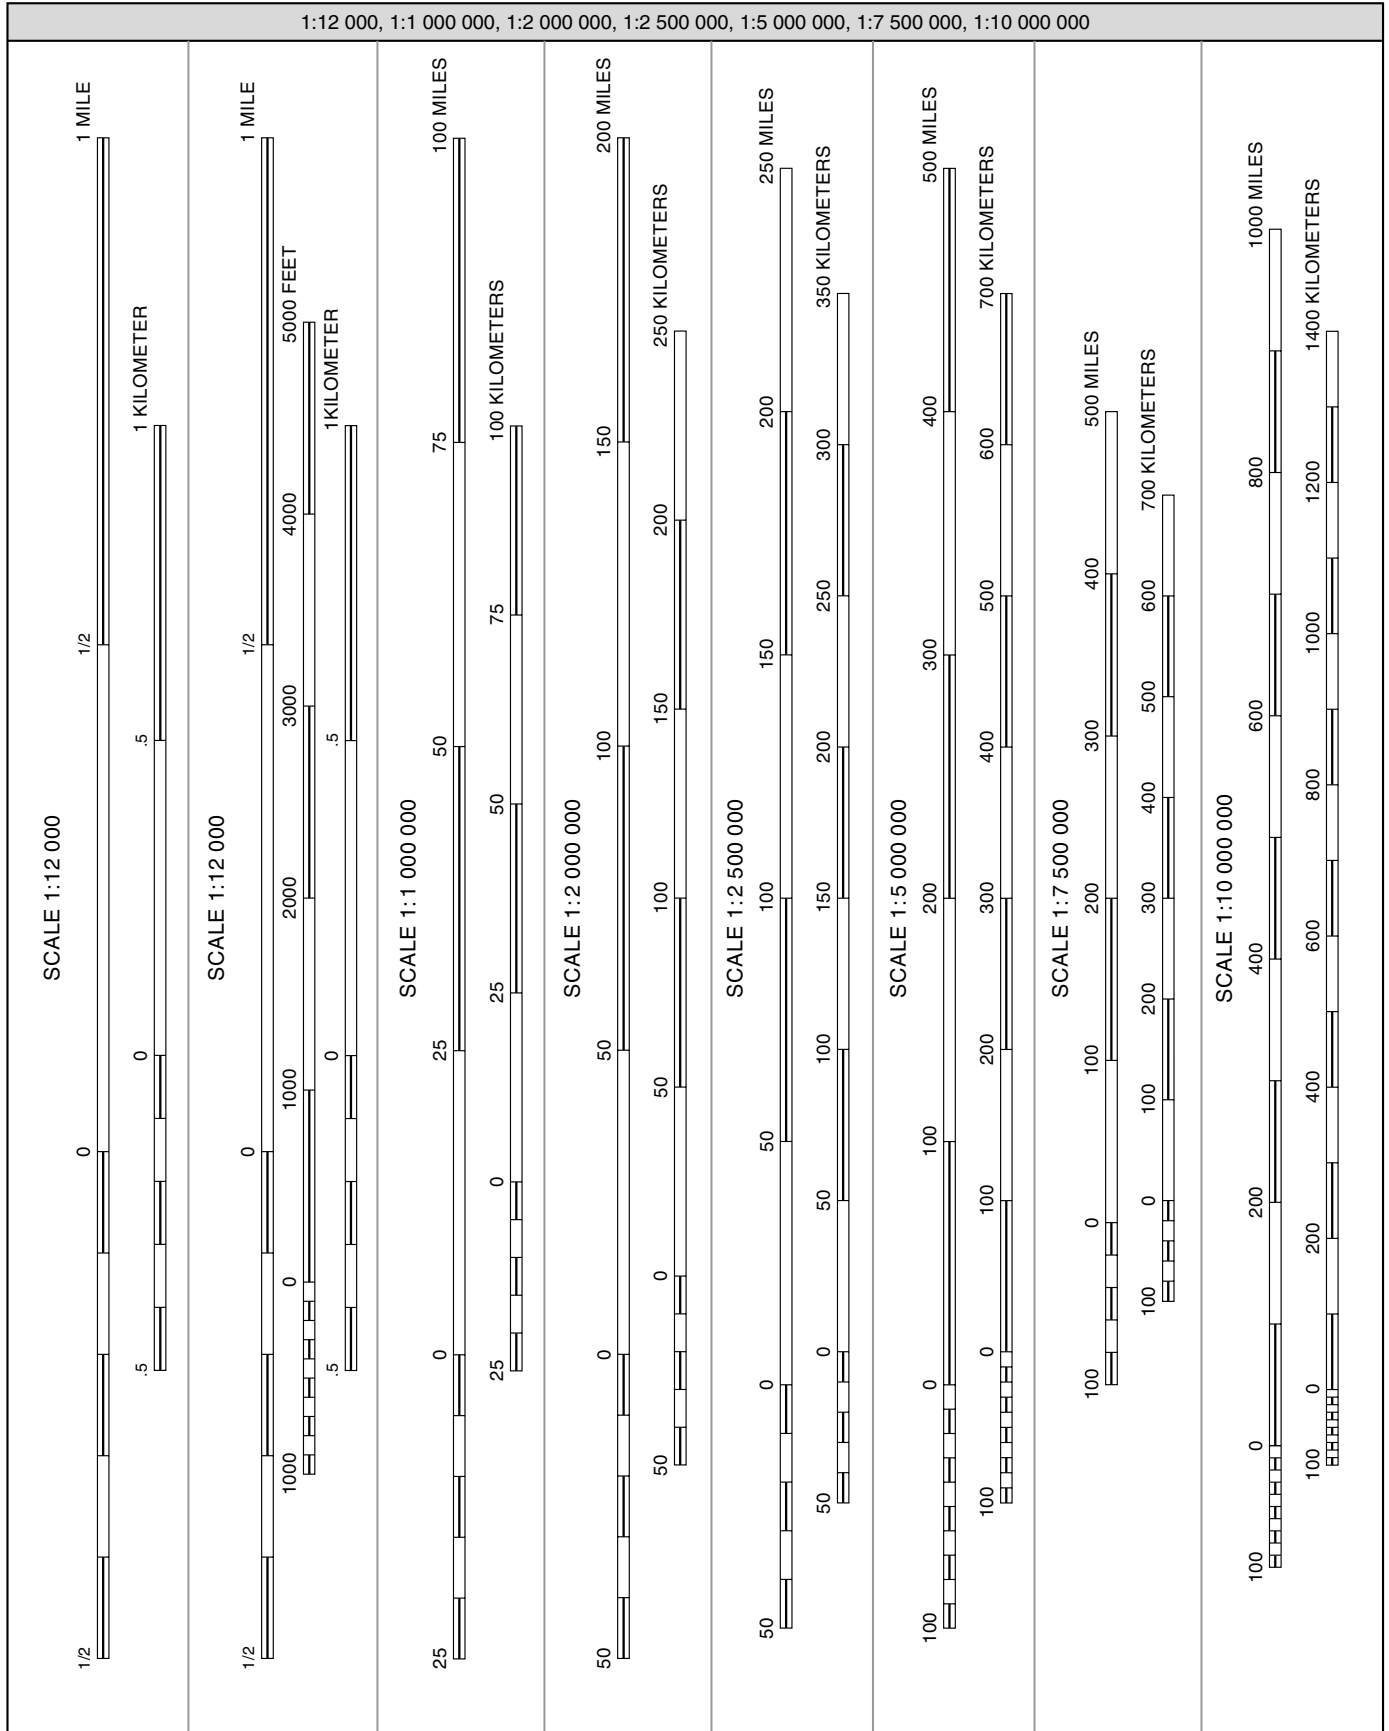 1:12 000, 1:1 000 000, 1:2 000 000, 1:2 500 000, 1:5 000 000, 1:7 500 000, 1:10 000 000
SCALE 1:12 000
1/2 0 1/2 1 MILE
.5 0 .5 1 KILOMETER
SCALE 1:12 000
1/2 0 1/2 1 MILE
1000 0 1000 2000 3000 4000 5000 FEET
.5 0 .5 1KILOMETER
SCALE 1:1 000 000
25 0 25 50 75 100 MILES
25 0 25 50 75 100 KILOMETERS
SCALE 1:2 000 000
50 0 50 100 150 200 MILES
50 0 50 100 150 200 250 KILOMETERS
SCALE 1:2 500 000
50 0 50 100 150 200 250 MILES
50 0 50 100 150 200 250 300 350 KILOMETERS
SCALE 1:5 000 000
100 0 100 200 300 400 500 MILES
100 0 100 200 300 400 500 600 700 KILOMETERS
SCALE 1:7 500 000
100 0 100 200 300 400 500 MILES
100 0 100 200 300 400 500 600 700 KILOMETERS
SCALE 1:10 000 000
100 0 200 400 600 800 1000 MILES
100 0 200 400 600 800 1000 1200 1400 KILOMETERS